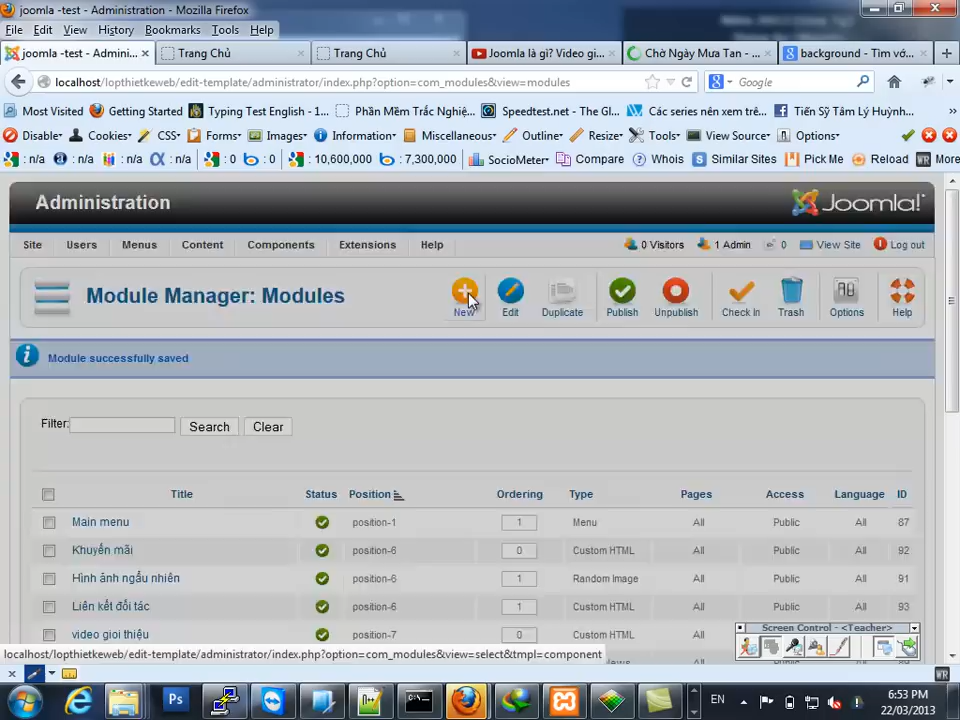 joomla -test - Administration - Mozilla Firefox
File Edit View History Bookmarks Tools Help
joomla -test - Admini... × Trang Chủ × Trang Chủ × Joomla là gì? Video gi... × Chờ Ngày Mưa Tan - ... × background - Tìm vớ... × +
localhost/lopthietkeweb/edit-template/administrator/index.php?option=com_modules&view=modules Google
Most Visited Getting Started Typing Test English - 1... Phần Mềm Trắc Nghiệ... Speedtest.net - The Gl... Các series nên xem trê... Tiến Sỹ Tâm Lý Huỳnh... »
Disable Cookies CSS Forms Images Information Miscellaneous Outline Resize Tools View Source Options
: n/a : n/a : n/a : n/a : 0 : 0 : 10,600,000 : 7,300,000 SocioMeter Compare Whois Similar Sites Pick Me Reload More
Administration Joomla!
Site Users Menus Content Components Extensions Help 0 Visitors 1 Admin 0 View Site Log out
Module Manager: Modules New Edit Duplicate Publish Unpublish Check In Trash Options Help
Module successfully saved
Filter: Search Clear
Title Status Position Ordering Type Pages Access Language ID
Main menu position-1 1 Menu All Public All 87
Khuyến mãi position-6 0 Custom HTML All Public All 92
Hình ảnh ngẫu nhiên position-6 1 Random Image All Public All 91
Liên kết đối tác position-6 1 Custom HTML All Public All 93
video gioi thiệu position-7 0 Custom HTML
Screen Control - <Teacher>
localhost/lopthietkeweb/edit-template/administrator/index.php?option=com_modules&view=select&tmpl=component
EN 6:53 PM
22/03/2013